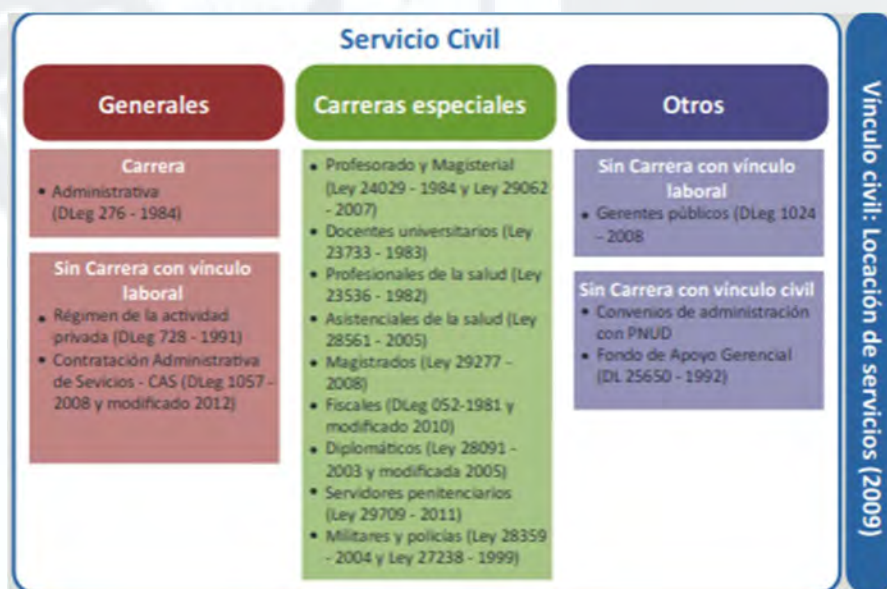 Servicio Civil
Generales
Carrera
• Administrativa
(DLeg 276 - 1984)
Sin Carrera con vínculo
laboral
• Régimen de la actividad
privada (DLeg 728 - 1991)
• Contratación Administrativa
de Sevicios - CAS (DLeg 1057 -
2008 y modificado 2012)
Carreras especiales
• Profesorado y Magisterial
(Ley 24029 - 1984 y Ley 29062
- 2007)
• Docentes universitarios (Ley
23733 - 1983)
• Profesionales de la salud (Ley
23536 - 1982)
• Asistenciales de la salud (Ley
28561 - 2005)
• Magistrados (Ley 29277 -
2008)
• Fiscales (DLeg 052-1981 y
modificado 2010)
• Diplomáticos (Ley 28091 -
2003 y modificada 2005)
• Servidores penitenciarios
(Ley 29709 - 2011)
• Militares y policías (Ley 28359
- 2004 y Ley 27238 - 1999)
Otros
Sin Carrera con vínculo
laboral
• Gerentes públicos (DLeg 1024
- 2008
Sin Carrera con vínculo civil
• Convenios de administración
con PNUD
• Fondo de Apoyo Gerencial
(DL 25650 - 1992)
Vínculo civil: Locación de servicios (2009)